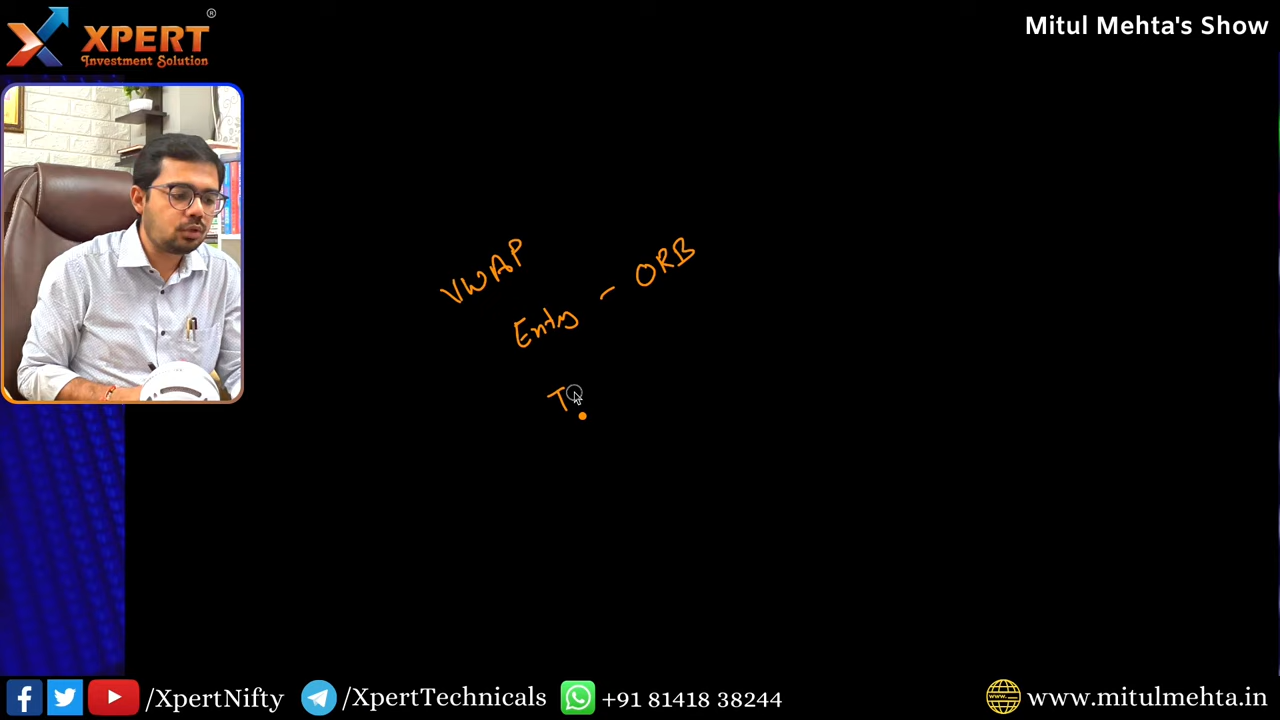 XPERT ®
Investment Solution
Mitul Mehta's Show
VWAP
Entry - ORB
T
/XpertNifty /XpertTechnicals +91 81418 38244 www.mitulmehta.in